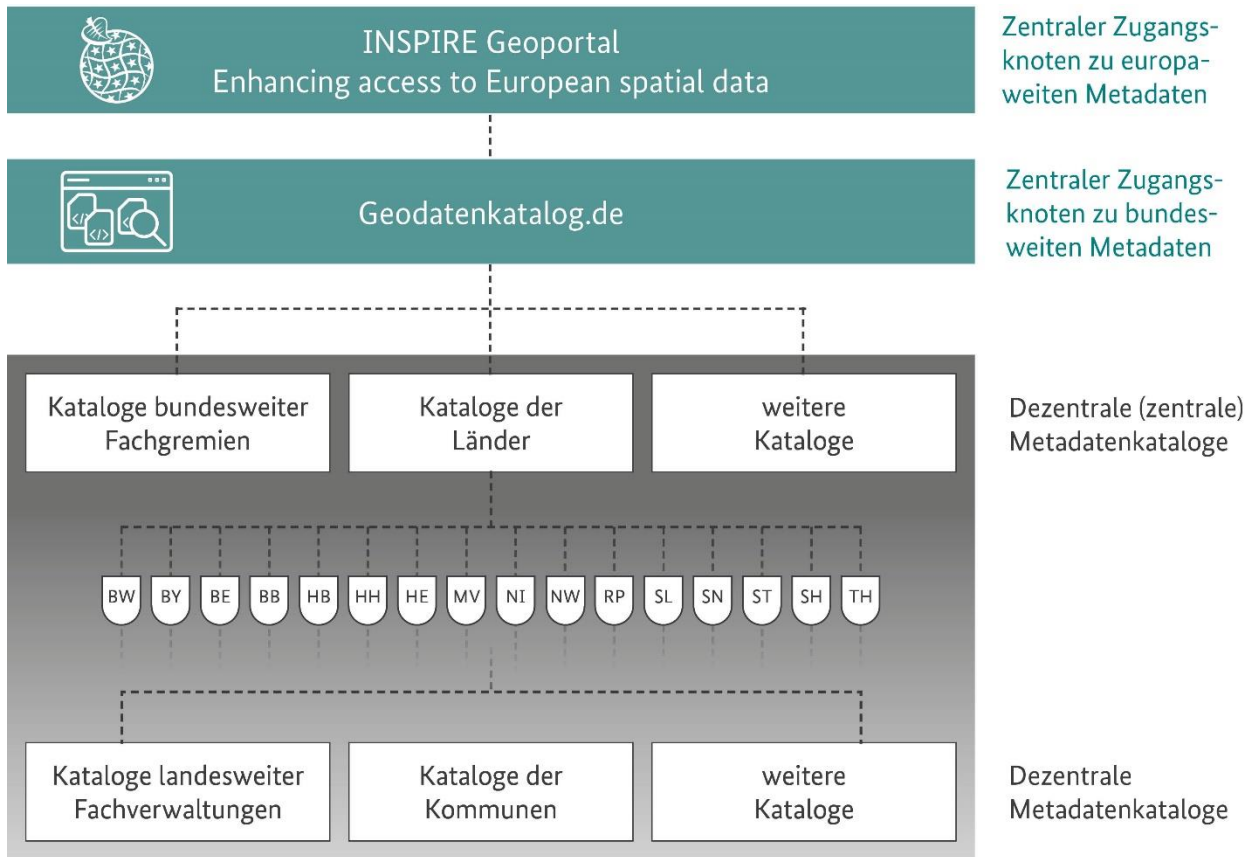 INSPIRE Geoportal
Enhancing access to European spatial data
Zentraler Zugangs-
knoten zu europa-
weiten Metadaten
Geodatenkatalog.de
Zentraler Zugangs-
knoten zu bundes-
weiten Metadaten
Kataloge bundesweiter
Fachgremien
Kataloge der
Länder
weitere
Kataloge
Dezentrale (zentrale)
Metadatenkataloge
BW BY BE BB HB HH HE MV NI NW RP SL SN ST SH TH
Kataloge landesweiter
Fachverwaltungen
Kataloge der
Kommunen
weitere
Kataloge
Dezentrale
Metadatenkataloge